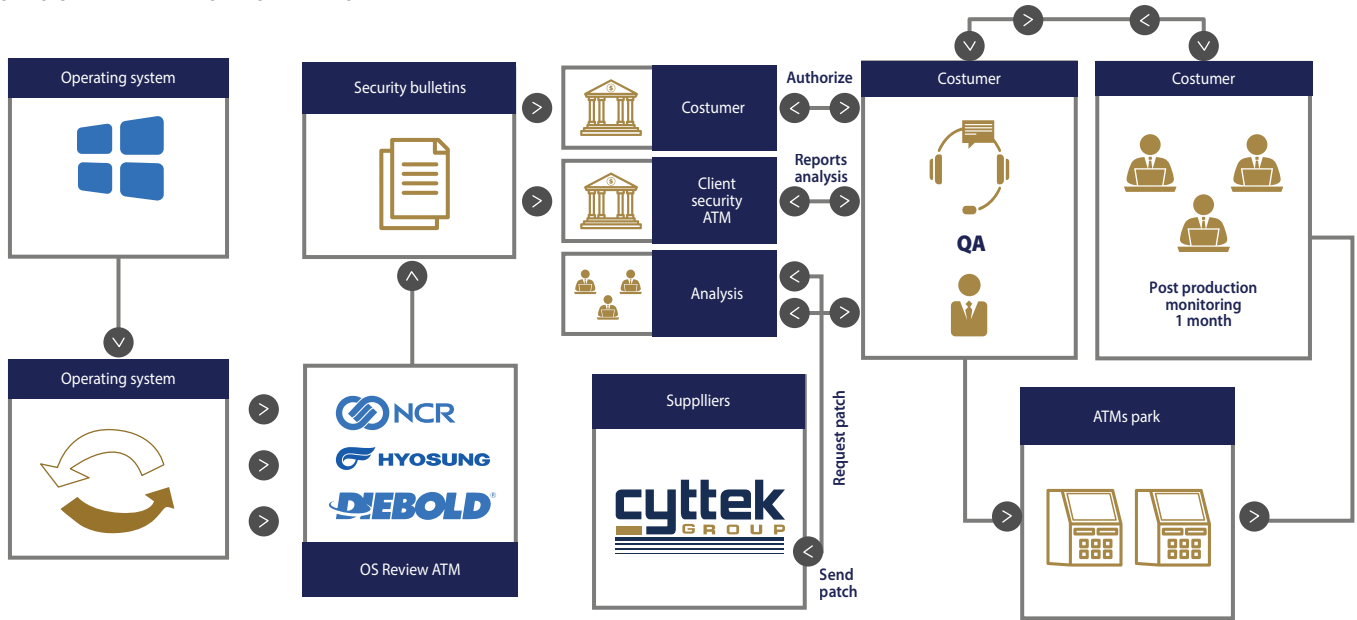 Operating system
Operating system
NCR
HYOSUNG
DIEBOLD®
OS Review ATM
Security bulletins
Costumer
Client
security
ATM
Analysis
Authorize
Reports
analysis
Supplliers
cyttek
GROUP
Request patch
Send
patch
Costumer
QA
Costumer
Post production
monitoring
1 month
ATMs park